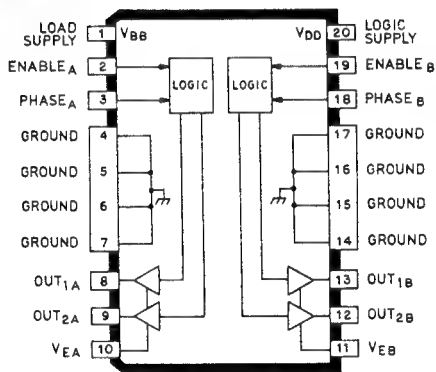 LOAD SUPPLY 1 VBB VDD 20 LOGIC SUPPLY
ENABLEA 2 19 ENABLEB
LOGIC LOGIC
PHASEA 3 18 PHASEB
GROUND 4 17 GROUND
GROUND 5 16 GROUND
GROUND 6 15 GROUND
GROUND 7 14 GROUND
OUT1A 8 13 OUT1B
OUT2A 9 12 OUT2B
VEA 10 11 VEB